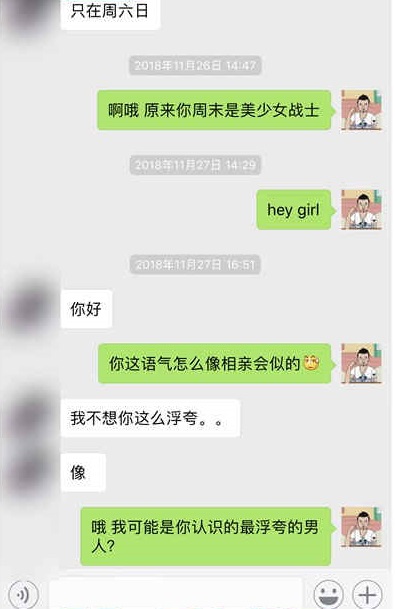 只在周六日
2018年11月26日 14:47
啊哦 原来你周末是美少女战士
2018年11月27日 14:29
hey girl
2018年11月27日 16:51
你好
你这语气怎么像相亲会似的
我不想你这么浮夸。。
像
哦 我可能是你认识的最浮夸的男
人?